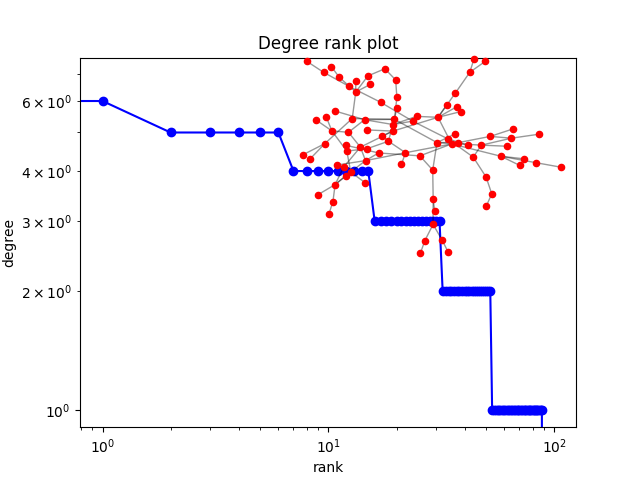 Degree rank plot
degree
6 × 10⁰
4 × 10⁰
3 × 10⁰
2 × 10⁰
10⁰
10⁰
10¹
10²
rank